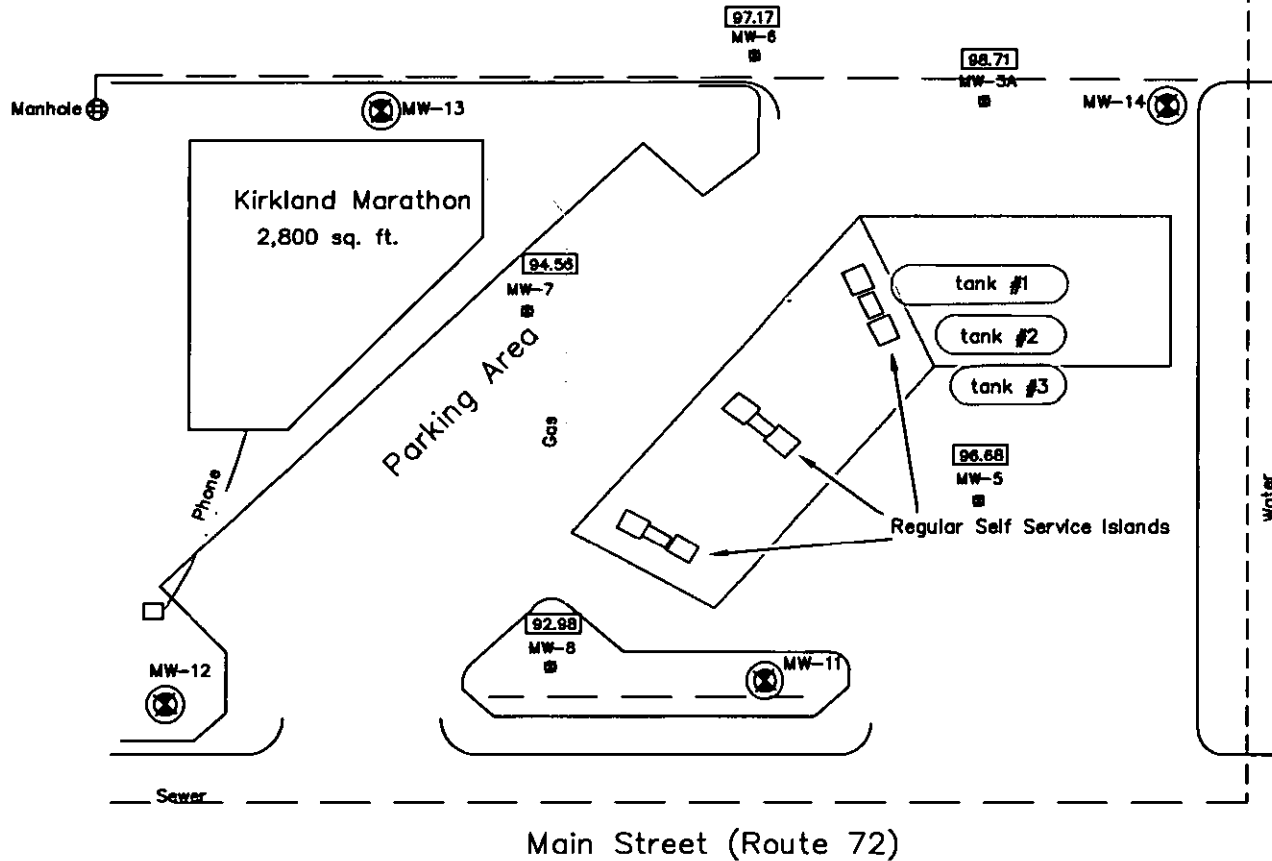 97.17
MW-6
98.71
MW-3A
Manhole
MW-13
MW-14
Kirkland Marathon
2,800 sq. ft.
94.56
MW-7
tank #1
tank #2
tank #3
Parking Area
Gas
96.68
MW-5
Phone
Water
Regular Self Service Islands
92.98
MW-8
MW-11
MW-12
Sewer
Main Street (Route 72)